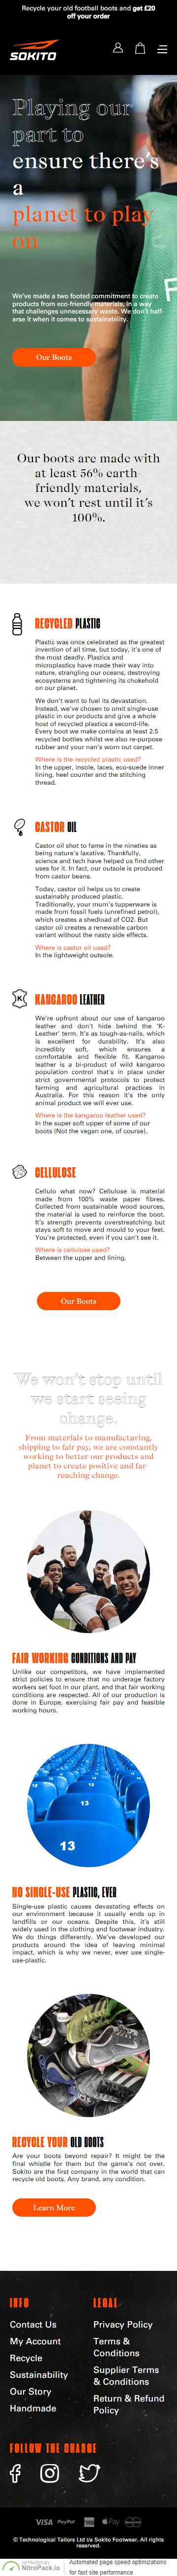 Recycle your old football boots and get £20
off your order
SOKITO
Playing our
part to
ensure there's
a
planet to play
on
We've made a two footed commitment to create
products from eco-friendly materials, in a way
that challenges unnecessary waste. We don't half-
arse it when it comes to sustainability.
Our Boots
Our boots are made with
at least 56% earth-
friendly materials,
we won't rest until it's
100%.
RECYCLED PLASTIC
Plastic was once celebrated as the greatest
invention of all time, but today, it's one of
the most deadly. Plastics and
microplastics have made their way into
nature, strangling our oceans, destroying
ecosystems and tightening its chokehold
on our planet.
We don't want to fuel its devastation.
Instead, we've chosen to omit single-use
plastic in our products and give a whole
host of recycled plastics a second-life.
Every boot we make contains at least 2.5
recycled bottles whilst we also re-purpose
rubber and your mum's old carpet.
Where is the recycled plastic used?
In the upper, insole, laces, eco-suede inner
lining, heel counter and the stitching
thread.
CASTOR OIL
Castor oil shot to fame in the nineties as
being nature's laxative. Thankfully,
science and tech have helped us find other
uses for it. In fact, our outsole is produced
from castor beans.
Today, castor oil helps us to create
sustainably produced plastic.
Traditionally, your mum's tupperware is
made from fossil fuels (unrefined petrol),
which creates a shedload of CO2. But
castor oil creates a renewable carbon
variant without the nasty side effects.
Where is castor oil used?
In the lightweight outsole.
K
KANGAROO LEATHER
We're upfront about our use of kangaroo
leather and don't hide behind the 'K-
Leather' term. It's as tough-as-nails, which
is excellent for durability. It's also
incredibly soft, which ensures a
comfortable and flexible fit. Kangaroo
leather is a bi-product of wild kangaroo
population control that's in place under
strict governmental protocols to protect
farming and agricultural practices in
Australia. For this reason it's the only
animal product we will ever use.
Where is the kangaroo leather used?
In the super soft upper of some of our
boots (Not the vegan one, of course).
CELLULOSE
Cellulo what now? Cellulose is material
made from 100% waste paper fibres.
Collected from sustainable wood sources,
the material is used to reinforce the boot.
It's strength prevents overstretching but
stays soft to move and mould to your feet.
You're protected, even if you can't see it.
Where is cellulose used?
Between the upper and lining.
Our Boots
We won't stop until
we start seeing
change.
From materials to manufacturing,
shipping to fair pay, we are constantly
working to better our products and
planet to create positive and far-
reaching change.
FAIR WORKING CONDITIONS AND PAY
Unlike our competitors, we have implemented
strict policies to ensure that no underage factory
workers set foot in our plant, and that fair working
conditions are respected. All of our production is
done in Europe, exercising fair pay and feasible
working hours.
12
13
13
NO SINGLE-USE PLASTIC, EVER
Single-use plastic causes devastating effects on
our environment because it usually ends up in
landfills or our oceans. Despite this, it's still
widely used in the clothing and footwear industry.
We do things differently. We've developed our
products around the idea of leaving minimal
impact, which is why we never, ever use single-
use-plastic.
RECYCLE YOUR OLD BOOTS
Are your boots beyond repair? It might be the
final whistle for them but the game's not over.
Sokito are the first company in the world that can
recycle old boots. Any brand, any condition.
Learn More
INFO
Contact Us
My Account
Recycle
Sustainability
Our Story
Handmade
LEGAL
Privacy Policy
Terms &
Conditions
Supplier Terms
& Conditions
Return & Refund
Policy
FOLLOW THE CHANGE
VISA PayPal Pay
© Technological Tailors Ltd t/a Sokito Footwear. All rights
reserved.
OPTIMIZED BY
NitroPack.io
Automated page speed optimizations
for fast site performance